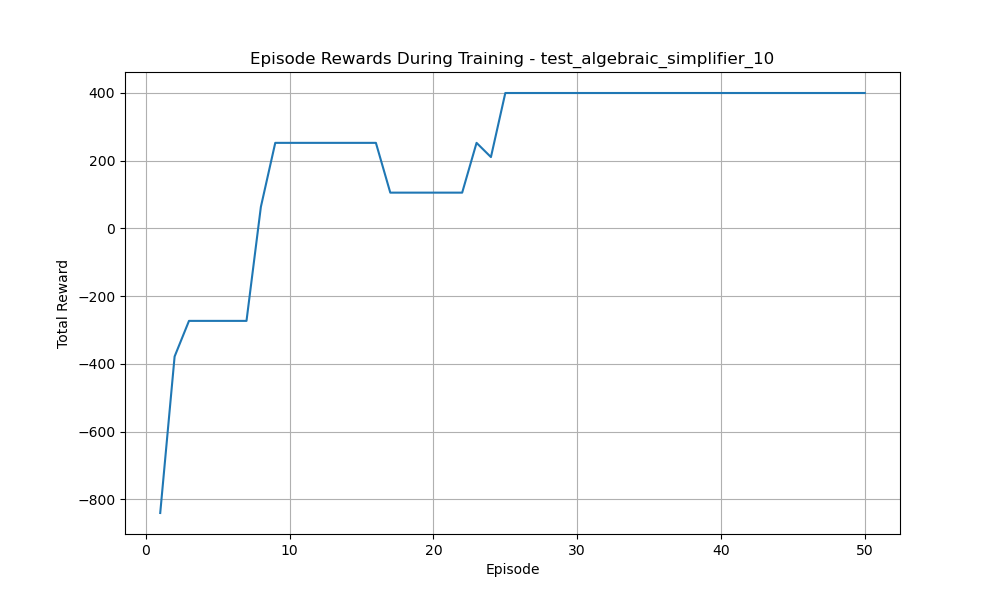 Episode Rewards During Training - test_algebraic_simplifier_10
400
200
0
−200
−400
−600
−800
Total Reward
0 10 20 30 40 50
Episode